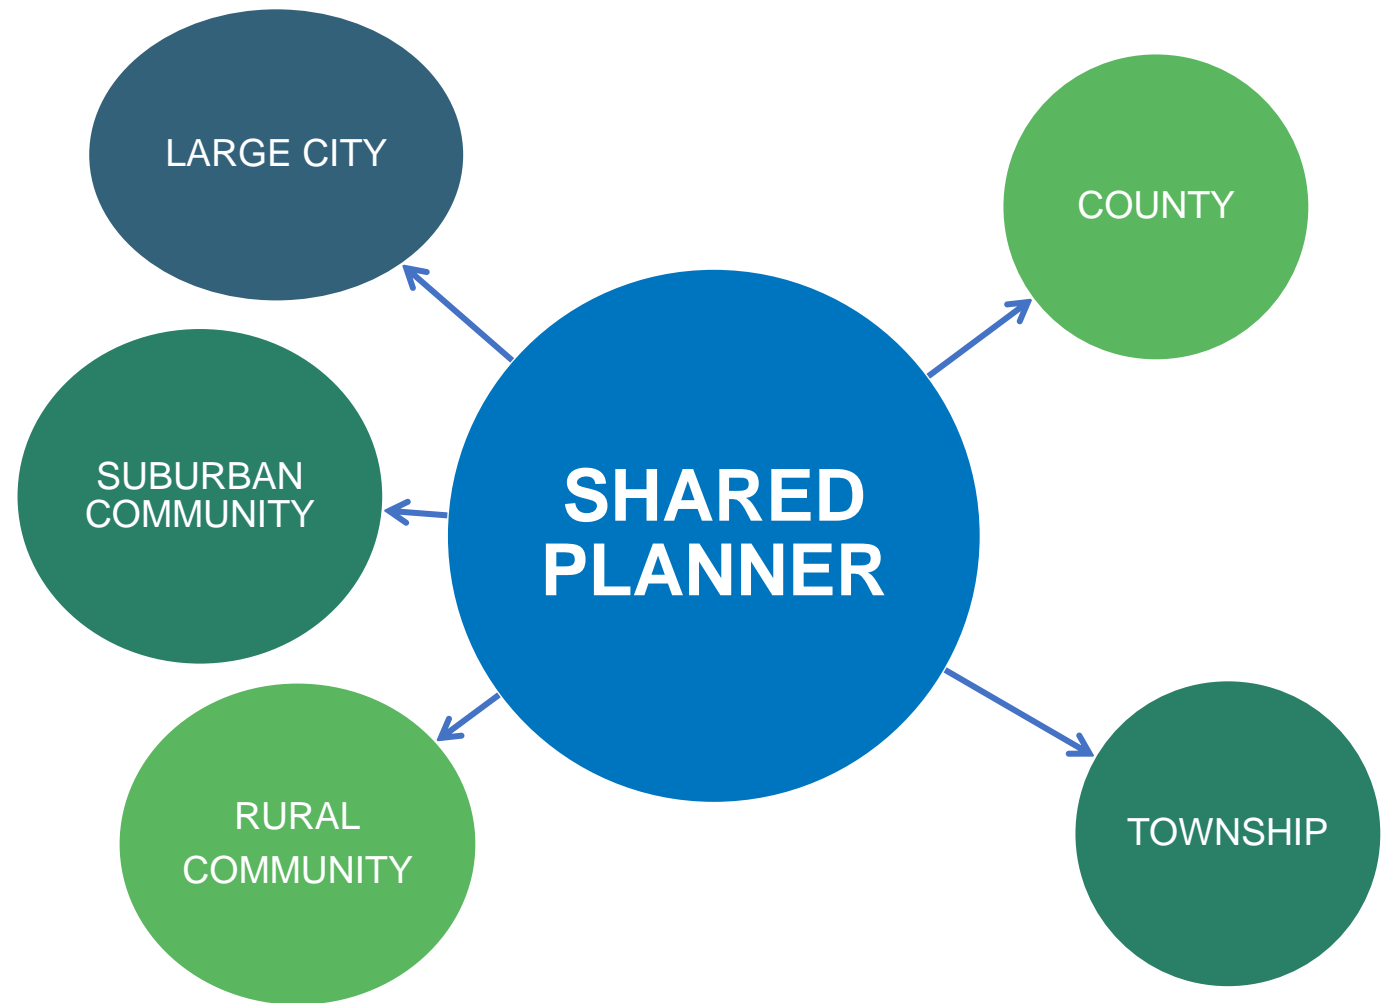 LARGE CITY
COUNTY
SHARED
PLANNER
SUBURBAN
COMMUNITY
RURAL
COMMUNITY
TOWNSHIP